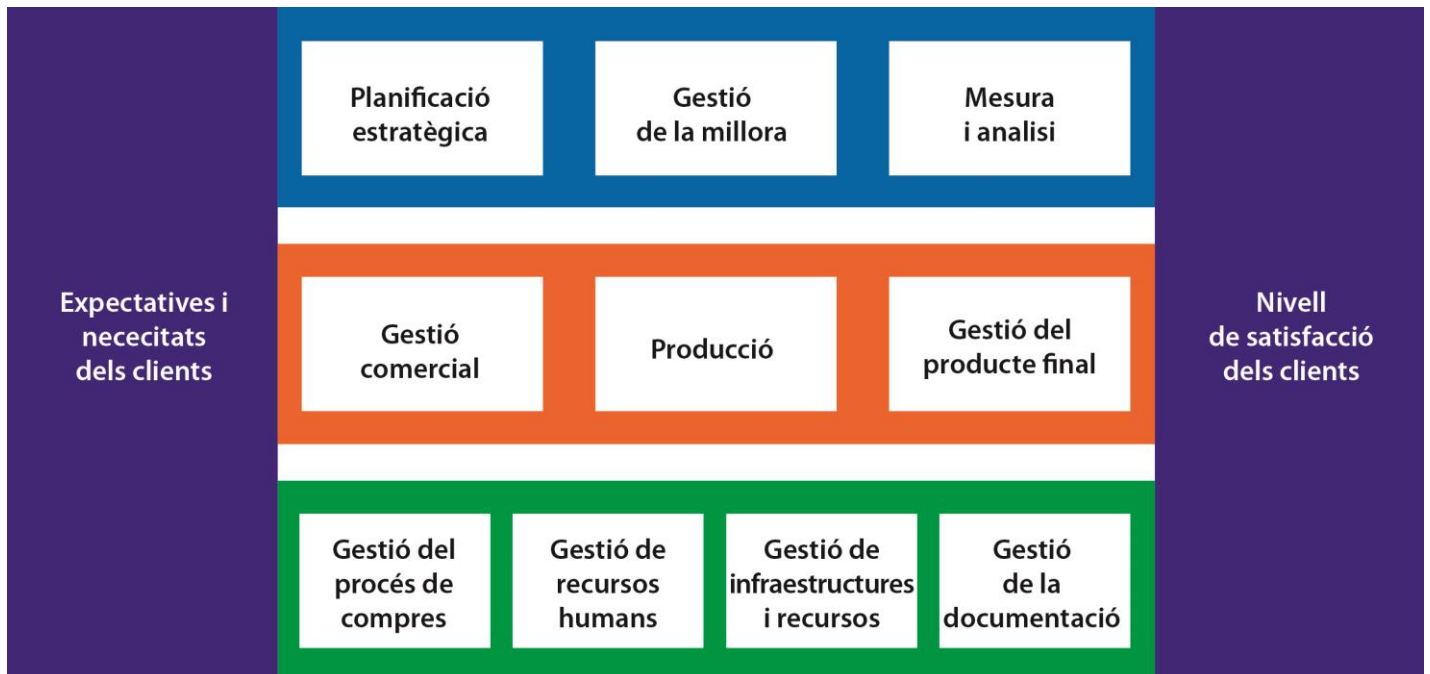 Planificació
estratègica
Gestió
de la millora
Mesura
i analisi
Expectatives i
nececitats
dels clients
Gestió
comercial
Producció
Gestió del
producte final
Nivell
de satisfacció
dels clients
Gestió del
procés de
compres
Gestió de
recursos
humans
Gestió de
infraestructures
i recursos
Gestió
de la
documentació